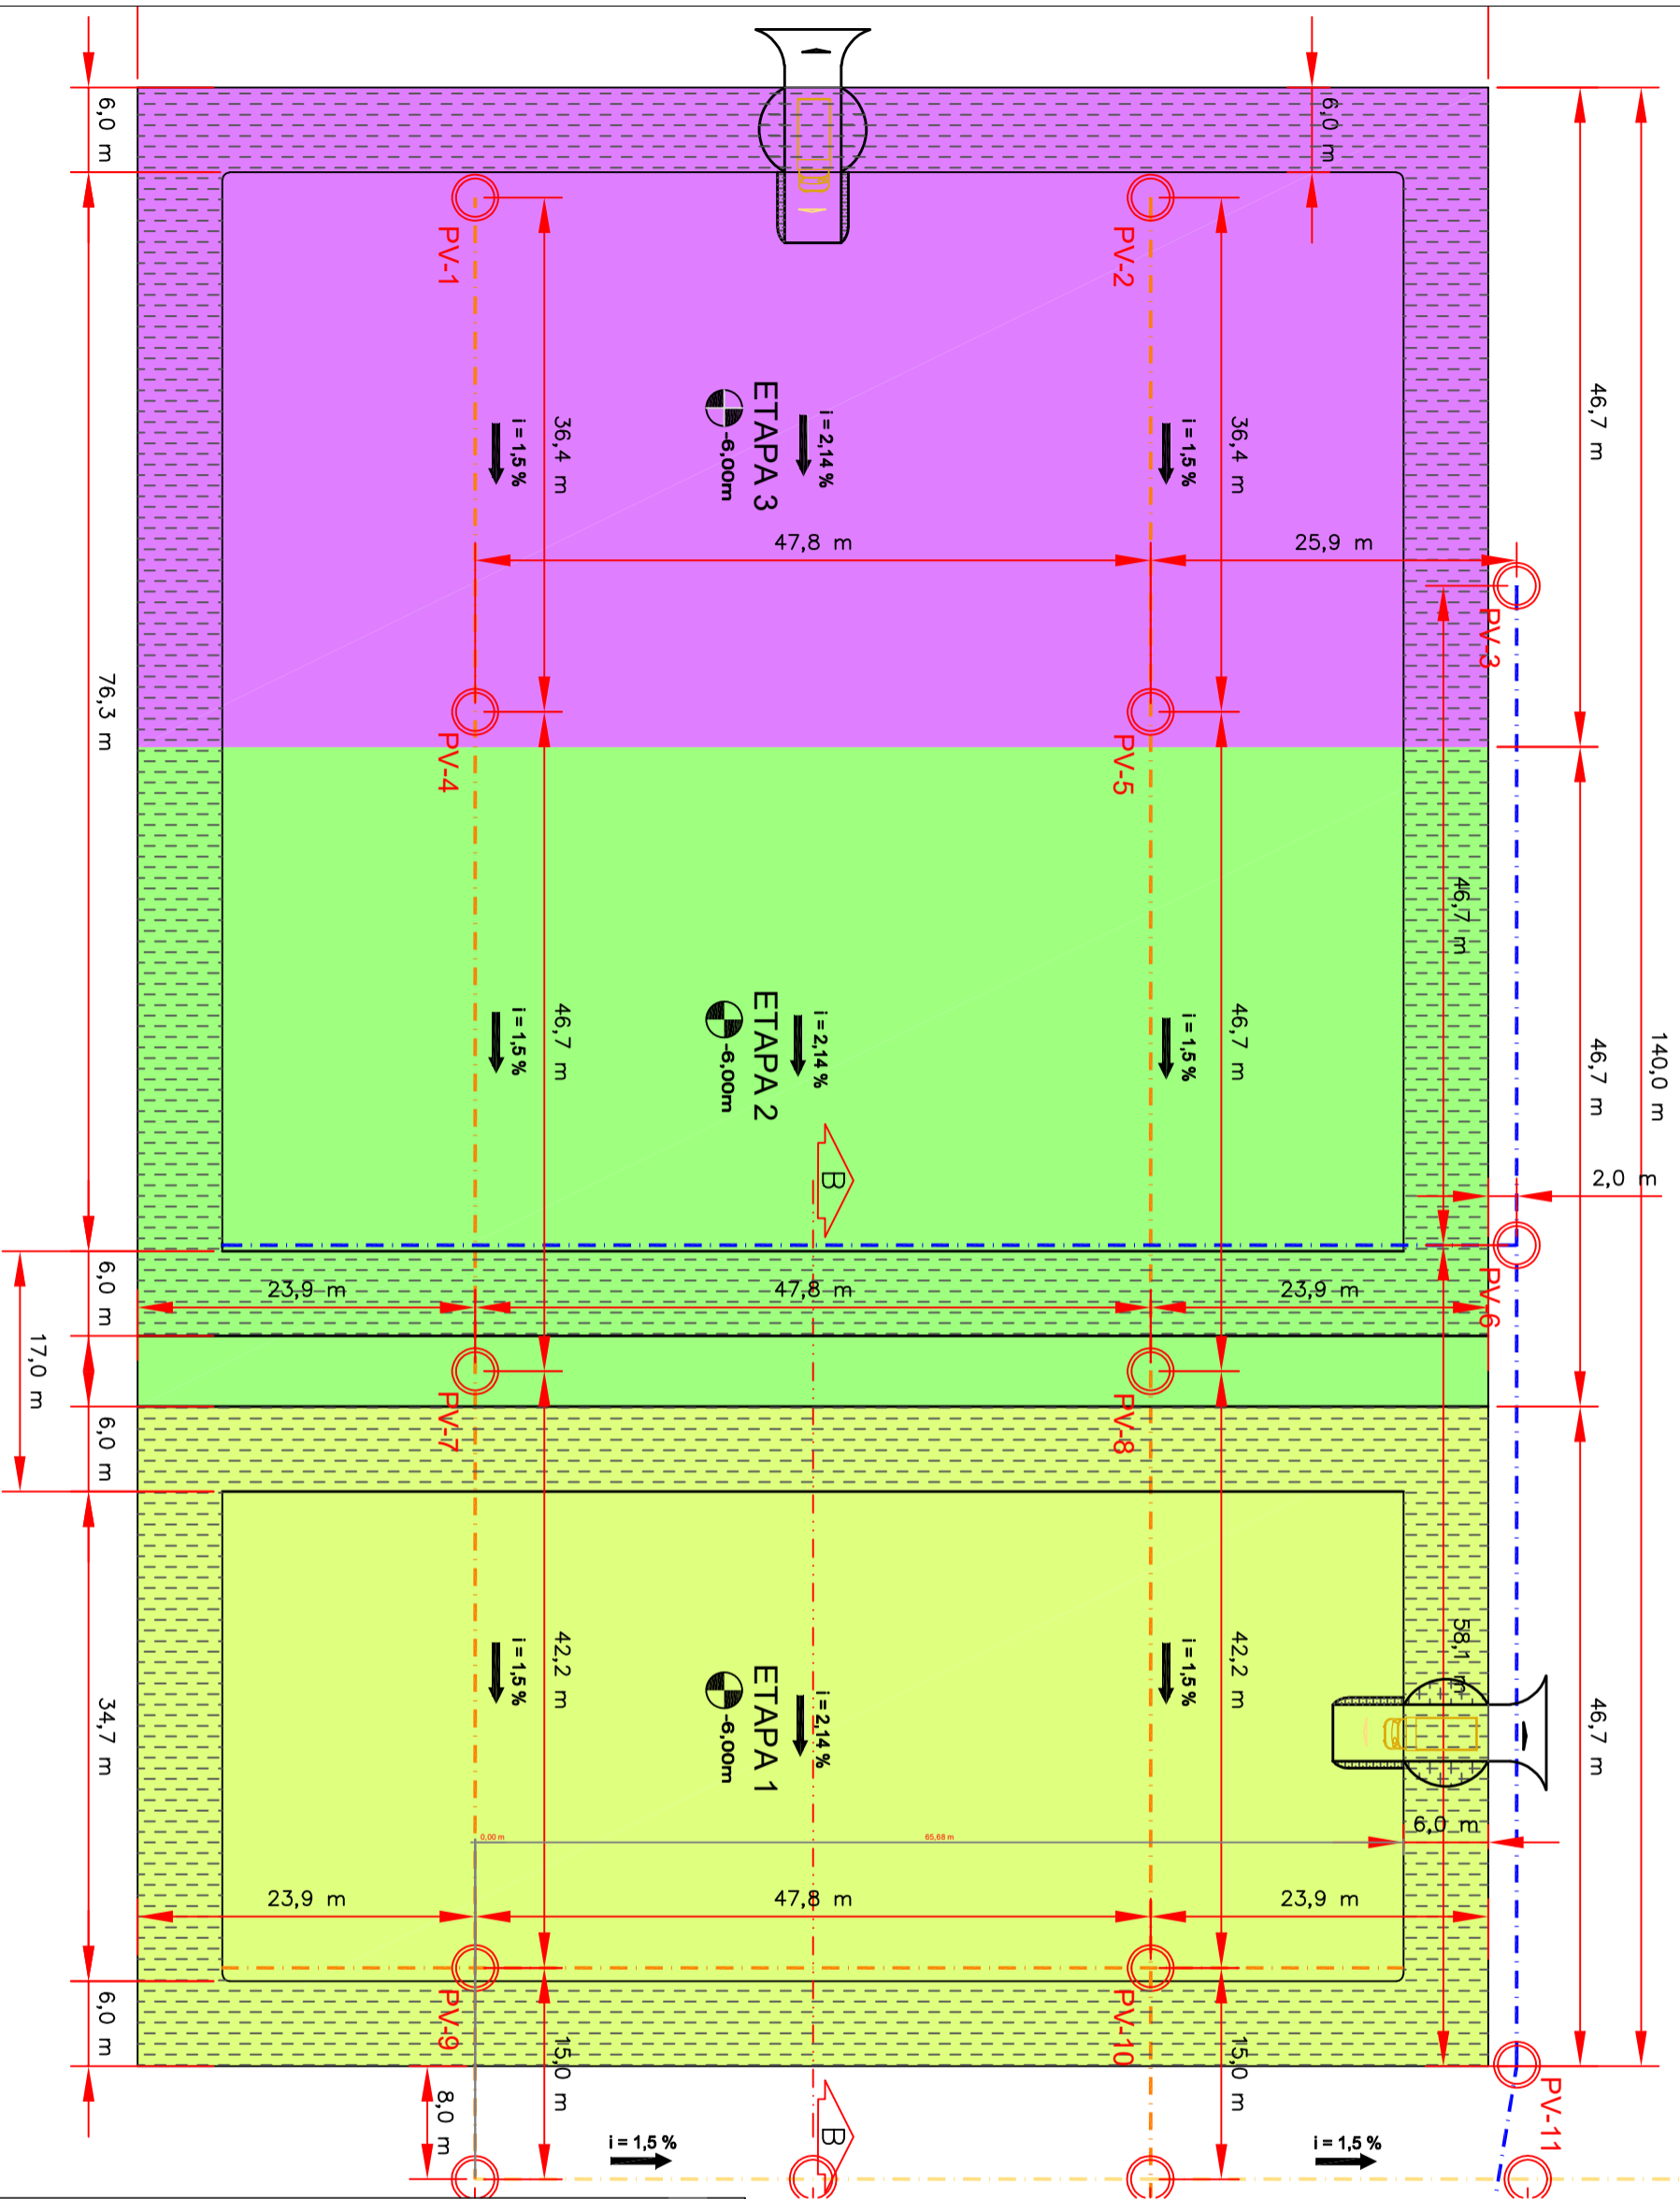 6,0 m
6,0 m
46,7 m
140,0 m
PV-1
PV-2
36,4 m
36,4 m
i = 1,5 %
i = 2,14 %
i = 1,5 %
ETAPA 3
-6,00m
47,8 m
25,9 m
PV-3
76,3 m
PV-4
PV-5
46,7 m
46,7 m
46,7 m
46,7 m
i = 1,5 %
i = 2,14 %
i = 1,5 %
ETAPA 2
-6,00m
B
2,0 m
6,0 m
23,9 m
47,8 m
23,9 m
PV-6
17,0 m
6,0 m
PV-7
PV-8
42,2 m
42,2 m
58,1 m
46,7 m
i = 1,5 %
i = 2,14 %
i = 1,5 %
ETAPA 1
-6,00m
34,7 m
0,00 m
65,68 m
6,0 m
23,9 m
47,8 m
23,9 m
6,0 m
PV-9
PV-10
15,0 m
15,0 m
8,0 m
B
PV-11
i = 1,5 %
i = 1,5 %